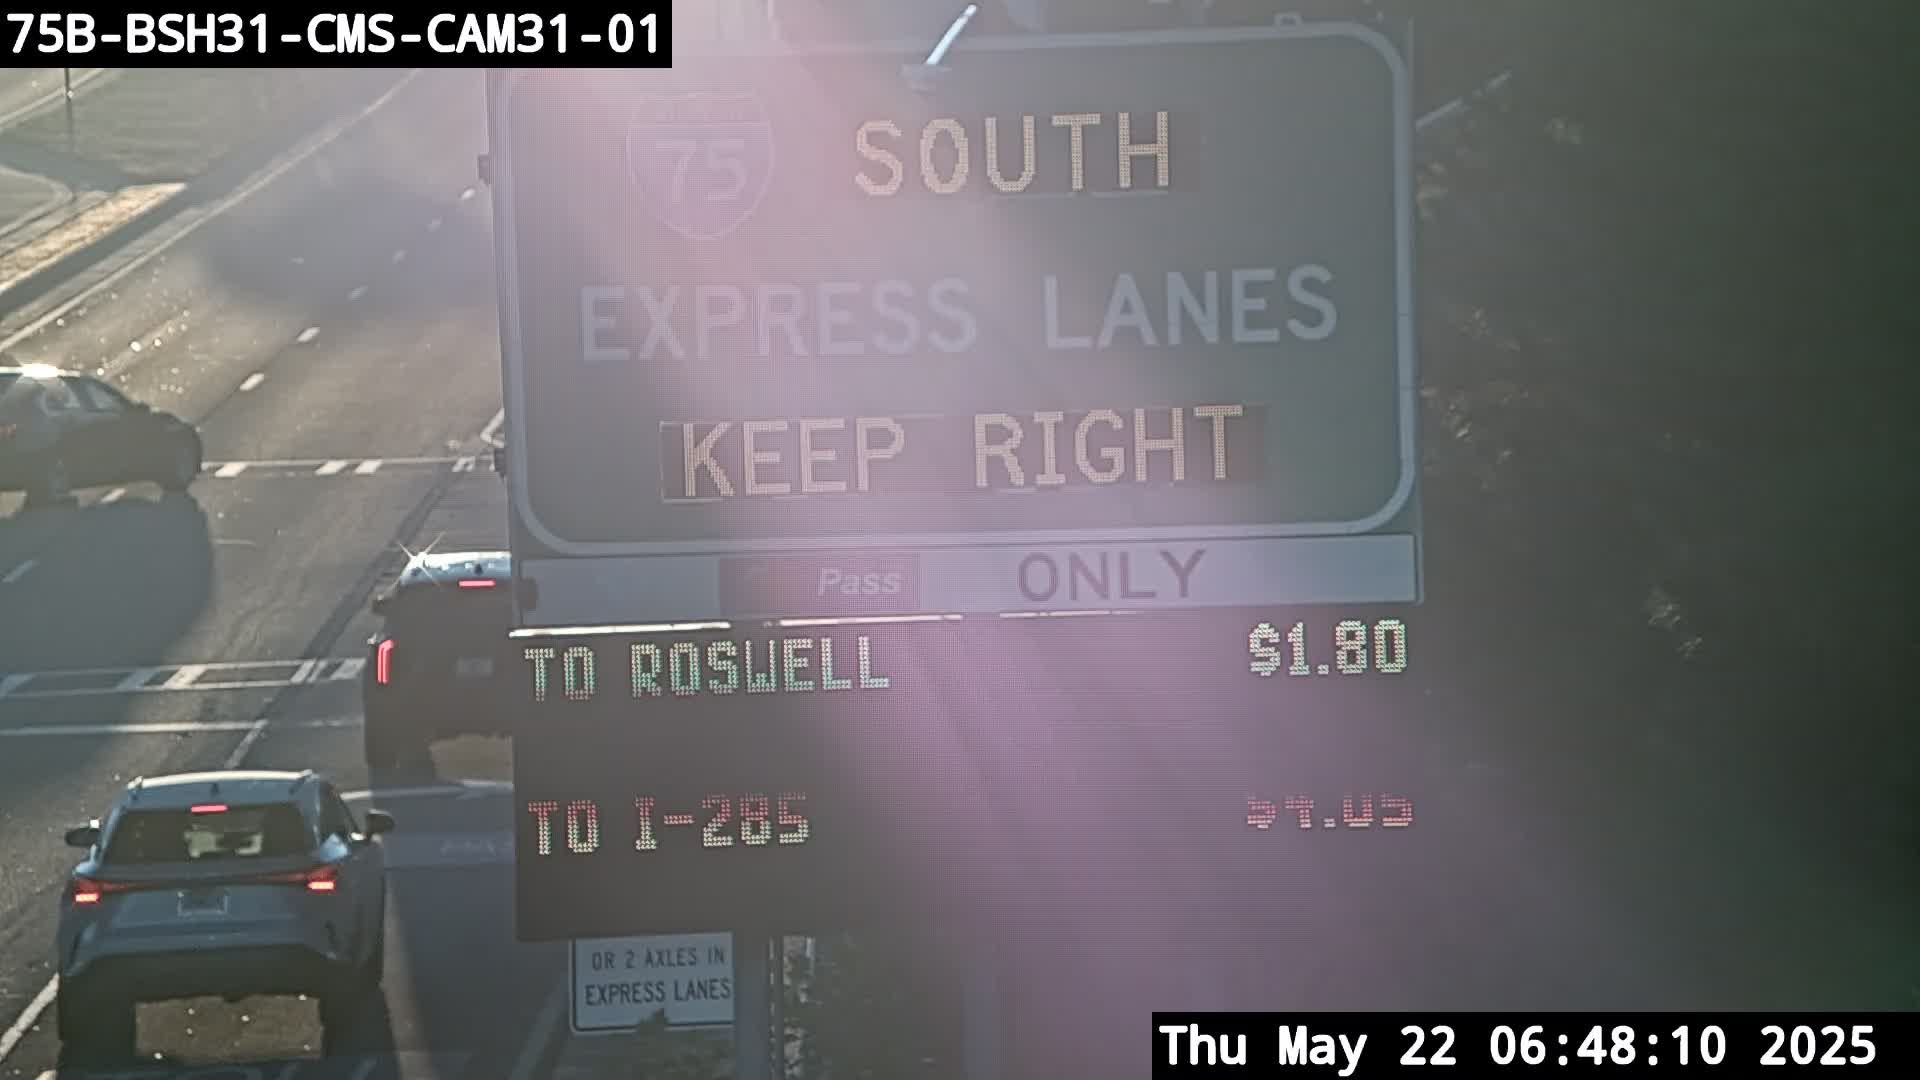 75B-BSH31-CMS-CAM31-01
75 SOUTH
EXPRESS LANES
KEEP RIGHT
Pass ONLY
TO ROSWELL $1.80
TO I-285
OR 2 AXLES IN
EXPRESS LANES
Thu May 22 06:48:10 2025